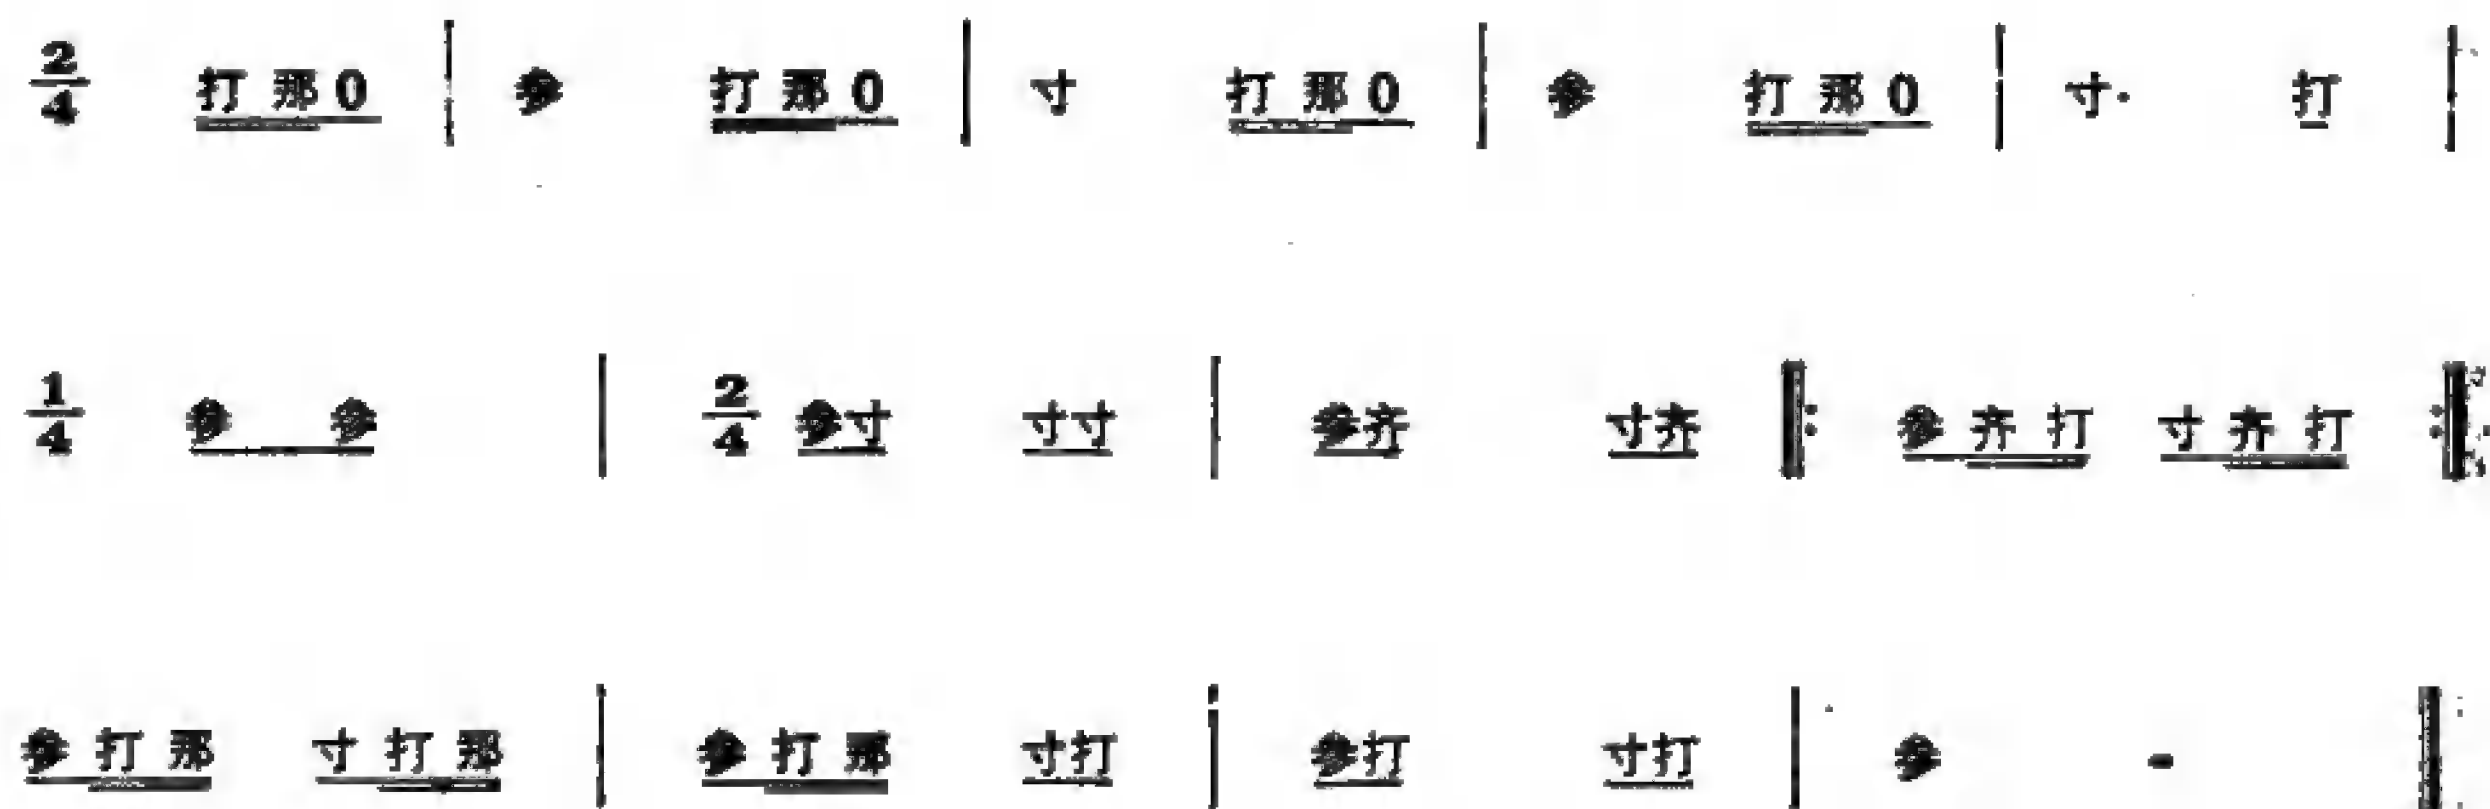 2/4 打 那 0 | 参 打 那 0 | 寸 打 那 0 | 参 打 那 0 | 寸· 打 |
1/4 参 参 | 2/4 参寸 寸寸 | 参齐 寸齐 ‖: 参 齐 打 寸 齐 打 :‖
参 打 那 寸 打 那 | 参 打 那 寸打 | 参打 寸打 | 参 - ‖